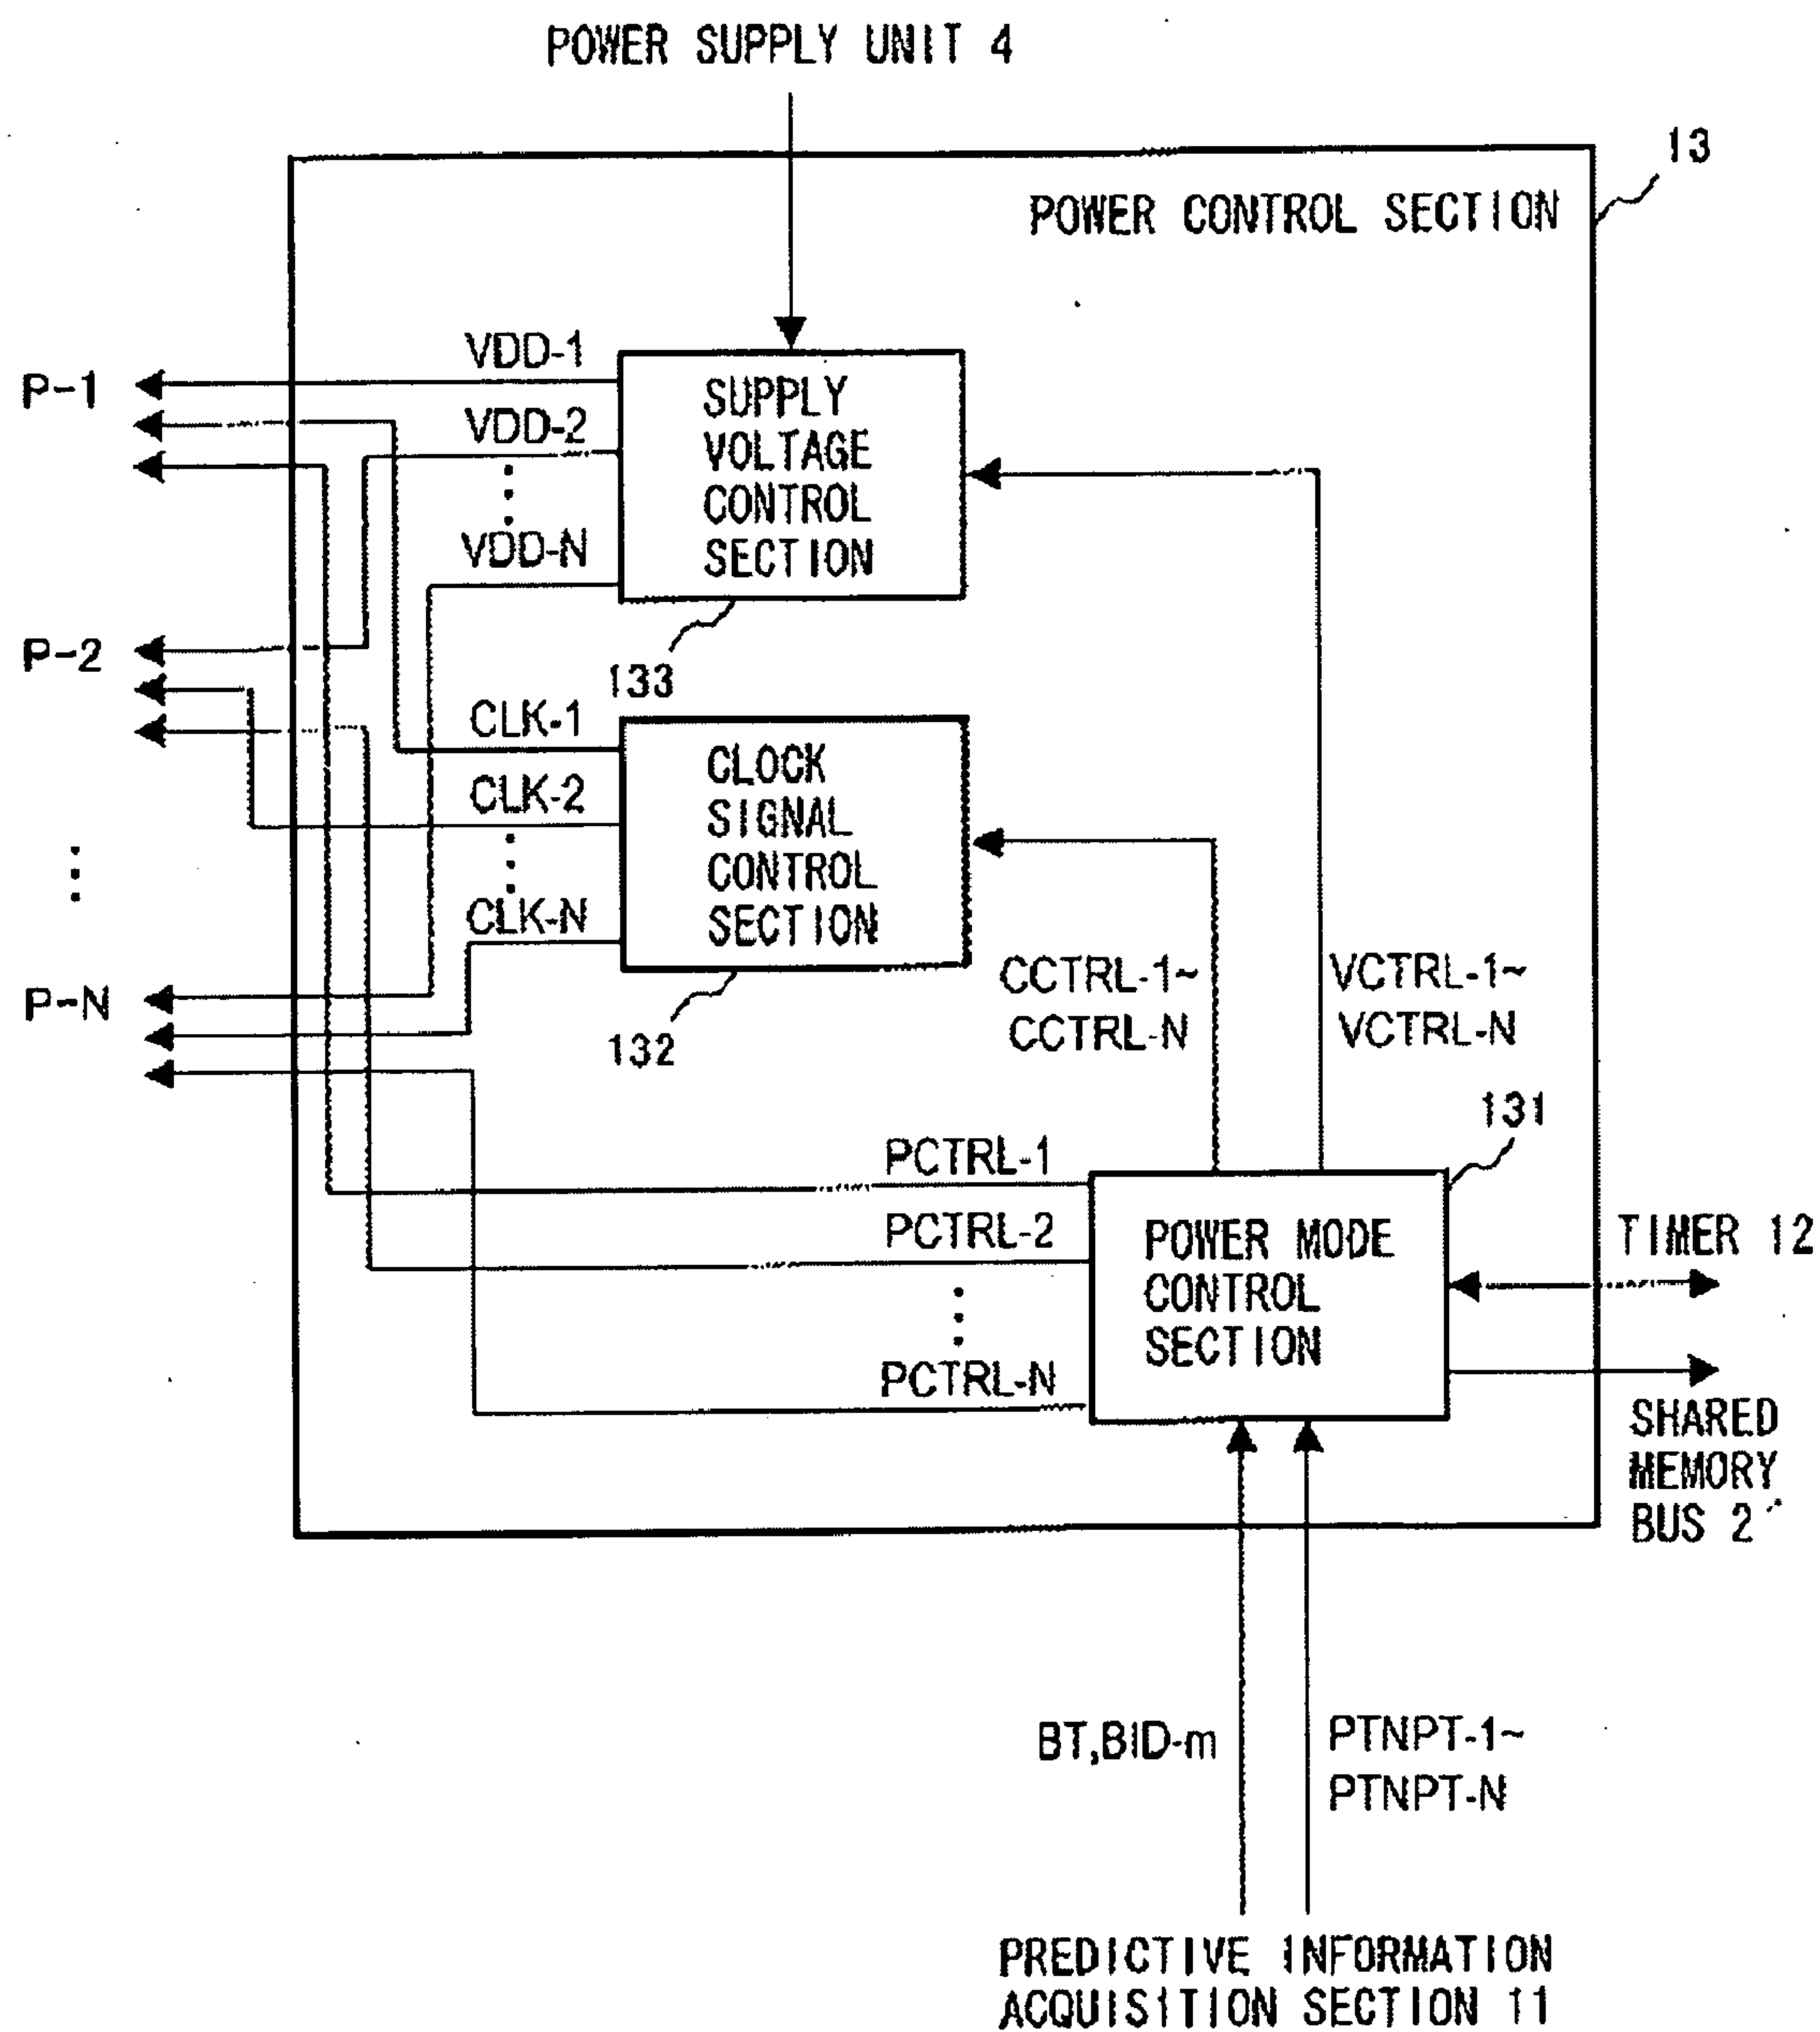 POWER SUPPLY UNIT 4
13
POWER CONTROL SECTION
P-1
VDD-1
VDD-2
VDD-N
SUPPLY
VOLTAGE
CONTROL
SECTION
133
P-2
CLK-1
CLK-2
CLK-N
CLOCK
SIGNAL
CONTROL
SECTION
132
P-N
CCTRL-1~
CCTRL-N
VCTRL-1~
VCTRL-N
131
PCTRL-1
PCTRL-2
PCTRL-N
POWER MODE
CONTROL
SECTION
TIMER 12
SHARED
MEMORY
BUS 2
BT,BID-m
PTNPT-1~
PTNPT-N
PREDICTIVE INFORMATION
ACQUISITION SECTION 11